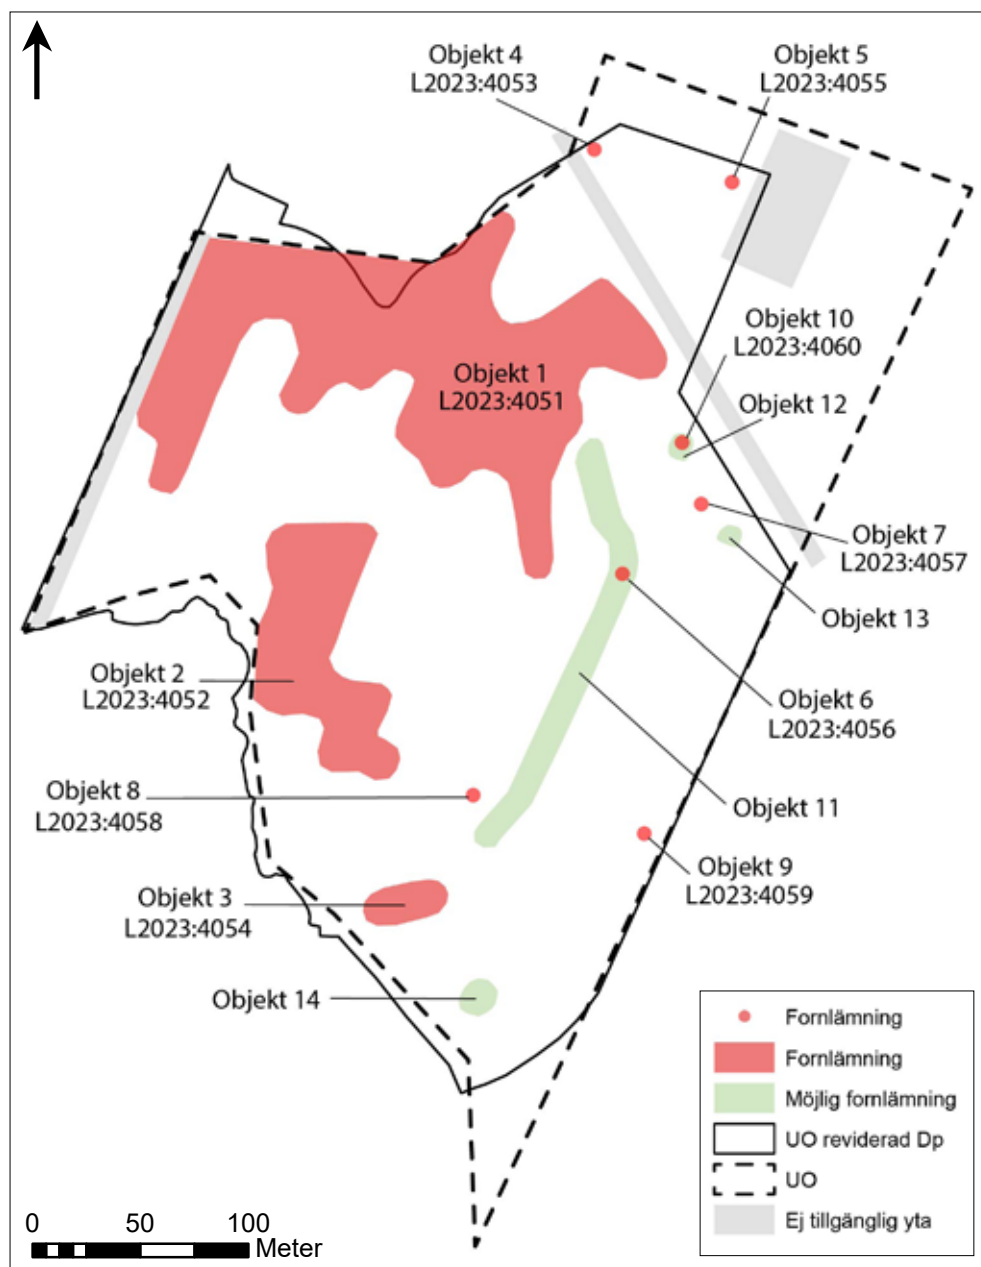 Objekt 4
L2023:4053
Objekt 5
L2023:4055
Objekt 10
L2023:4060
Objekt 1
L2023:4051
Objekt 12
Objekt 7
L2023:4057
Objekt 13
Objekt 2
L2023:4052
Objekt 6
L2023:4056
Objekt 8
L2023:4058
Objekt 11
Objekt 9
L2023:4059
Objekt 3
L2023:4054
Objekt 14
Fornlämning
Fornlämning
Möjlig fornlämning
UO reviderad Dp
UO
Ej tillgänglig yta
0 50 100
Meter